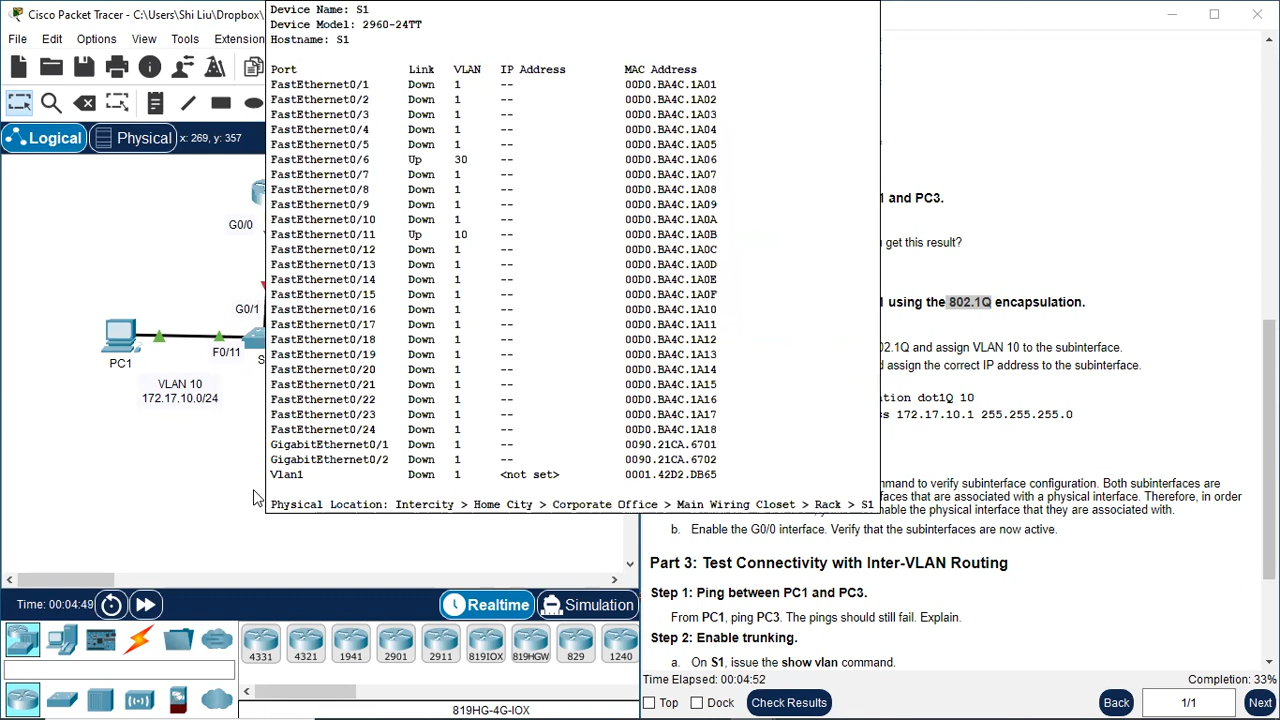 Cisco Packet Tracer - C:\Users\Shi Liu\Dropbox\
File Edit Options View Tools Extension
Logical Physical x: 269, y: 357
G0/0
G0/1
PC1 F0/11 S
VLAN 10
172.17.10.0/24
Device Name: S1
Device Model: 2960-24TT
Hostname: S1
Port Link VLAN IP Address MAC Address
FastEthernet0/1 Down 1 -- 00D0.BA4C.1A01
FastEthernet0/2 Down 1 -- 00D0.BA4C.1A02
FastEthernet0/3 Down 1 -- 00D0.BA4C.1A03
FastEthernet0/4 Down 1 -- 00D0.BA4C.1A04
FastEthernet0/5 Down 1 -- 00D0.BA4C.1A05
FastEthernet0/6 Up 30 -- 00D0.BA4C.1A06
FastEthernet0/7 Down 1 -- 00D0.BA4C.1A07
FastEthernet0/8 Down 1 -- 00D0.BA4C.1A08
FastEthernet0/9 Down 1 -- 00D0.BA4C.1A09
FastEthernet0/10 Down 1 -- 00D0.BA4C.1A0A
FastEthernet0/11 Up 10 -- 00D0.BA4C.1A0B
FastEthernet0/12 Down 1 -- 00D0.BA4C.1A0C
FastEthernet0/13 Down 1 -- 00D0.BA4C.1A0D
FastEthernet0/14 Down 1 -- 00D0.BA4C.1A0E
FastEthernet0/15 Down 1 -- 00D0.BA4C.1A0F
FastEthernet0/16 Down 1 -- 00D0.BA4C.1A10
FastEthernet0/17 Down 1 -- 00D0.BA4C.1A11
FastEthernet0/18 Down 1 -- 00D0.BA4C.1A12
FastEthernet0/19 Down 1 -- 00D0.BA4C.1A13
FastEthernet0/20 Down 1 -- 00D0.BA4C.1A14
FastEthernet0/21 Down 1 -- 00D0.BA4C.1A15
FastEthernet0/22 Down 1 -- 00D0.BA4C.1A16
FastEthernet0/23 Down 1 -- 00D0.BA4C.1A17
FastEthernet0/24 Down 1 -- 00D0.BA4C.1A18
GigabitEthernet0/1 Down 1 -- 0090.21CA.6701
GigabitEthernet0/2 Down 1 -- 0090.21CA.6702
Vlan1 Down 1 <not set> 0001.42D2.DB65
Physical Location: Intercity > Home City > Corporate Office > Main Wiring Closet > Rack > S1
1 and PC3.
get this result?
1 using the 802.1Q encapsulation.
02.1Q and assign VLAN 10 to the subinterface.
d assign the correct IP address to the subinterface.
ation dot1Q 10
ss 172.17.10.1 255.255.255.0
mmand to verify subinterface configuration. Both subinterfaces are
faces that are associated with a physical interface. Therefore, in order
nable the physical interface that they are associated with.
b. Enable the G0/0 interface. Verify that the subinterfaces are now active.
Part 3: Test Connectivity with Inter-VLAN Routing
Step 1: Ping between PC1 and PC3.
From PC1, ping PC3. The pings should still fail. Explain.
Step 2: Enable trunking.
a. On S1, issue the show vlan command.
Time Elapsed: 00:04:52 Completion: 33%
Top Dock Check Results Back 1/1 Next
Time: 00:04:49 Realtime Simulation
4331 4321 1941 2901 2911 819IOX 819HGW 829 1240
819HG-4G-IOX